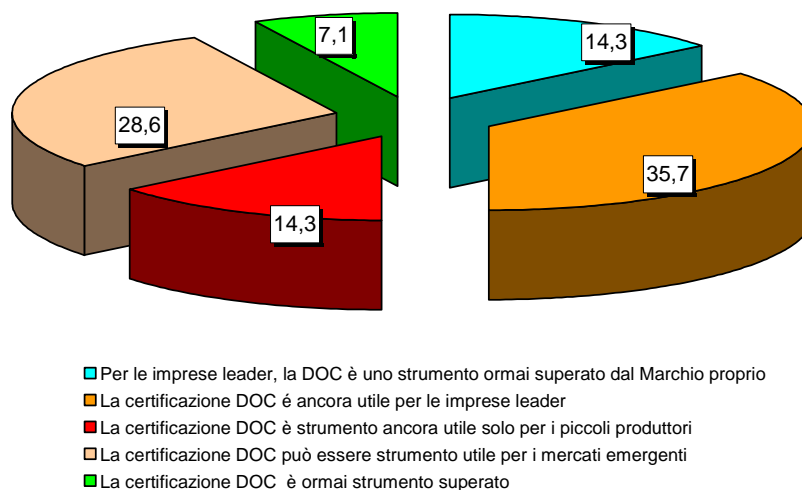 7,1
14,3
28,6
35,7
14,3
Per le imprese leader, la DOC è uno strumento ormai superato dal Marchio proprio
La certificazione DOC é ancora utile per le imprese leader
La certificazione DOC è strumento ancora utile solo per i piccoli produttori
La certificazione DOC può essere strumento utile per i mercati emergenti
La certificazione DOC è ormai strumento superato